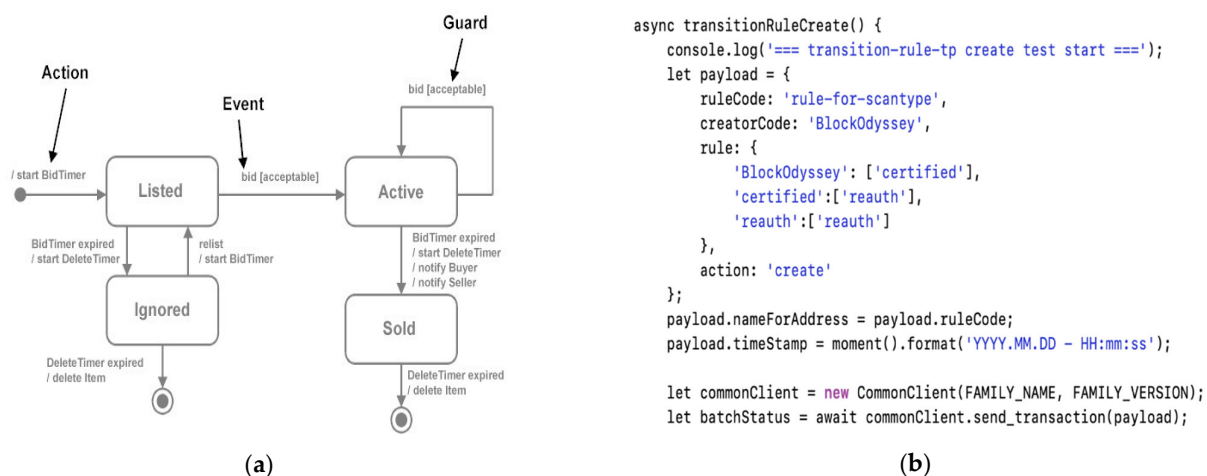 Guard
Action
bid [acceptable]
Event
/ start BidTimer
Listed
bid [acceptable]
Active
BidTimer expired
/ start DeleteTimer
relist
/ start BidTimer
BidTimer expired
/ start DeleteTimer
/ notify Buyer
/ notify Seller
Ignored
Sold
DeleteTimer expired
/ delete Item
DeleteTimer expired
/ delete Item
(a)
async transitionRuleCreate() {
console.log('=== transition-rule-tp create test start ===');
let payload = {
ruleCode: 'rule-for-scantype',
creatorCode: 'BlockOdyssey',
rule: {
'BlockOdyssey': ['certified'],
'certified':['reauth'],
'reauth':['reauth']
},
action: 'create'
};
payload.nameForAddress = payload.ruleCode;
payload.timeStamp = moment().format('YYYY.MM.DD - HH:mm:ss');
let commonClient = new CommonClient(FAMILY_NAME, FAMILY_VERSION);
let batchStatus = await commonClient.send_transaction(payload);
(b)